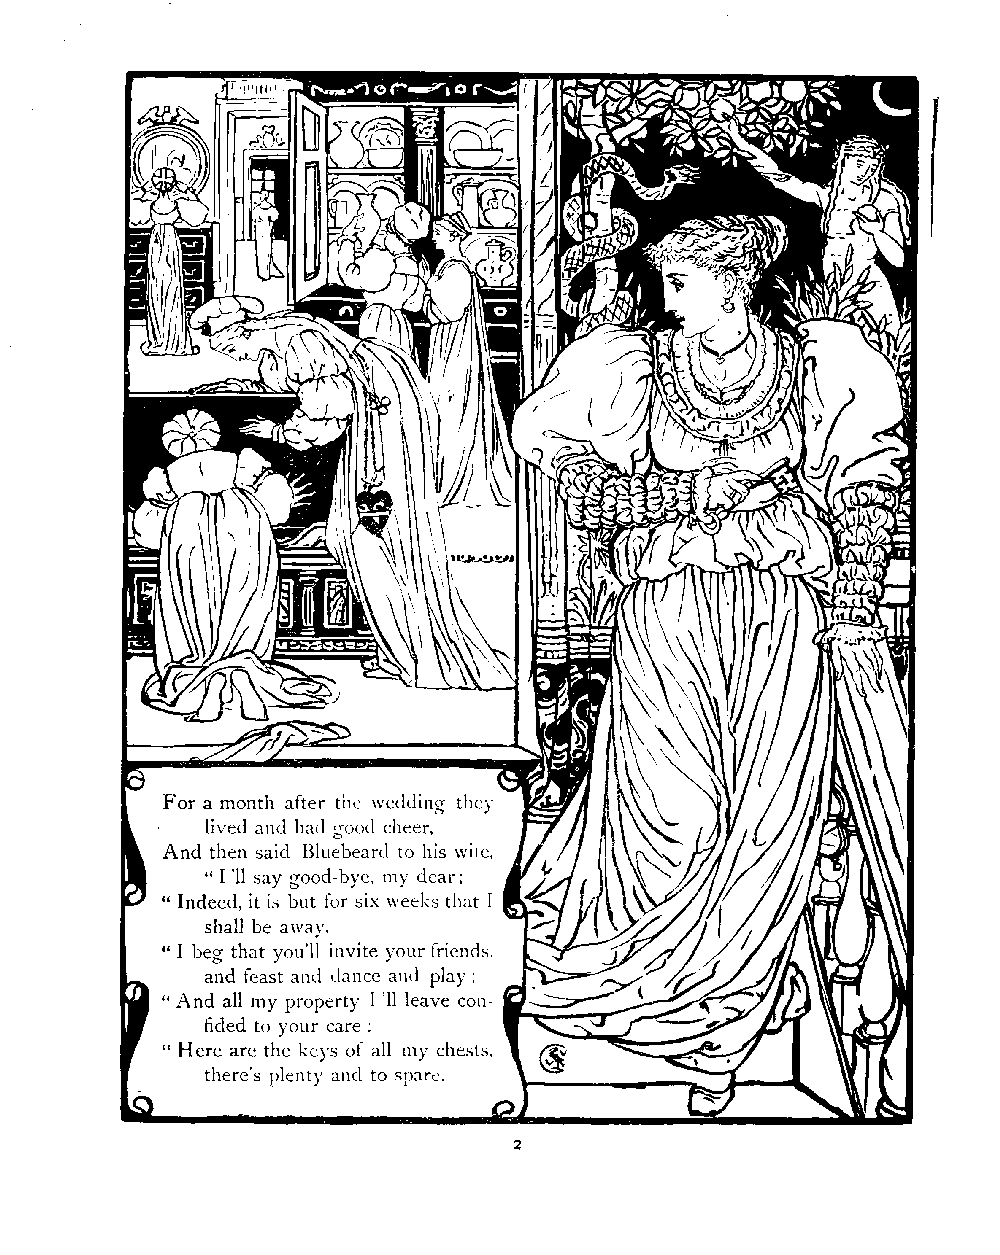 For a month after the wedding they
lived and had good cheer,
And then said Bluebeard to his wife,
“ I 'll say good-bye, my dear ;
“ Indeed, it is but for six weeks that I
shall be away,
“ I beg that you'll invite your friends,
and feast and dance and play ;
“ And all my property I 'll leave con-
fided to your care :
“ Here are the keys of all my chests,
there's plenty and to spare.
2